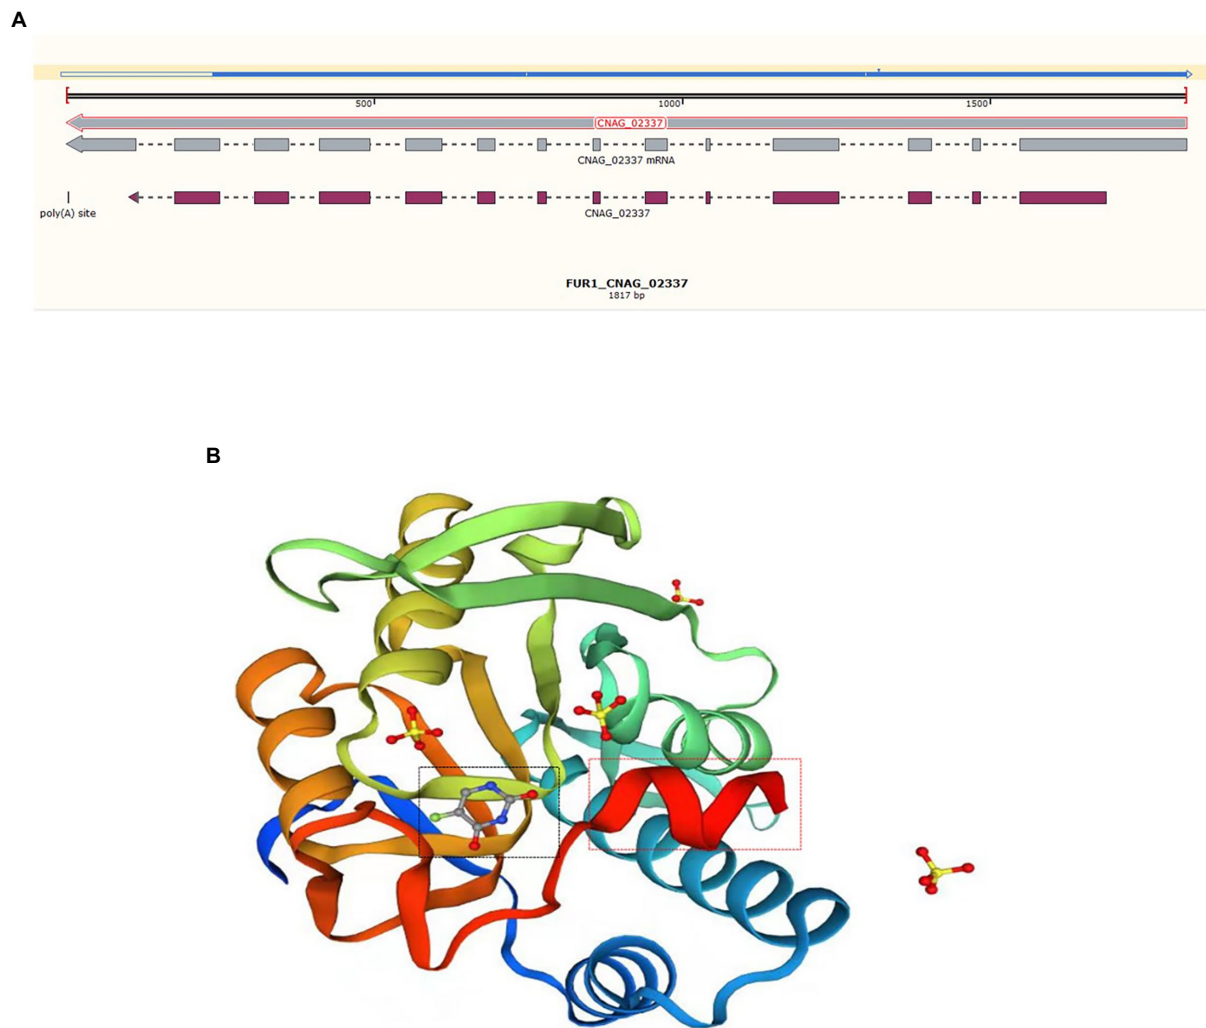 A
500
1000
1500
CNAG_02337
CNAG_02337 mRNA
poly(A) site
CNAG_02337
FUR1_CNAG_02337
1817 bp
B